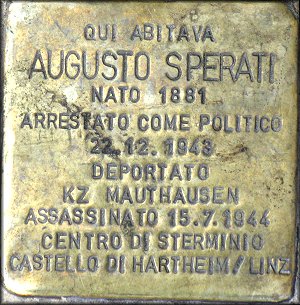 QUI ABITAVA
AUGUSTO SPERATI
NATO 1881
ARRESTATO COME POLITICO
22.12.1943
DEPORTATO
KZ MAUTHAUSEN
ASSASSINATO 15.7.1944
CENTRO DI STERMINIO
CASTELLO DI HARTHEIM/LINZ